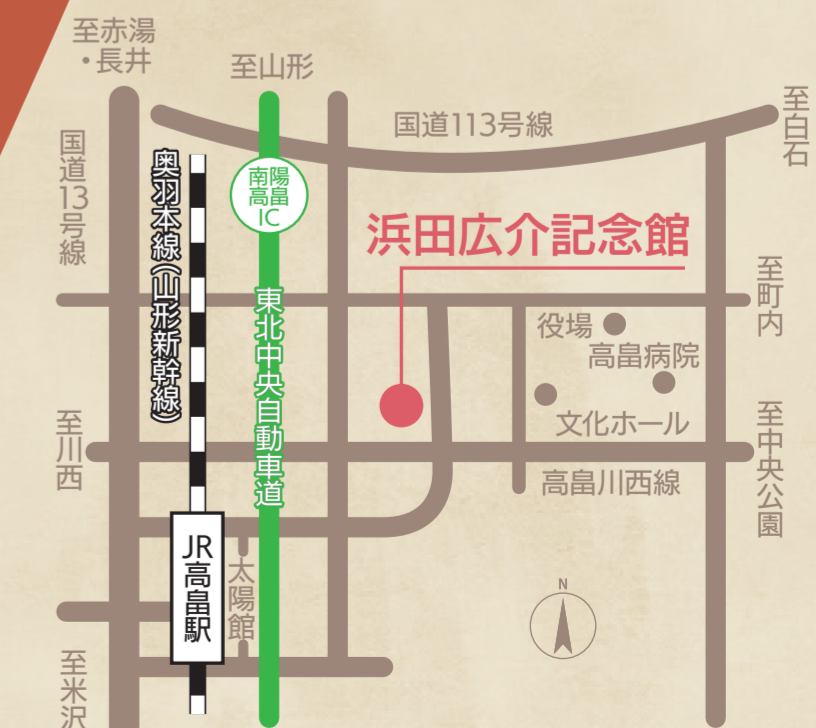 至赤湯
・長井
至山形
国道113号線
至白石
国道13号線
奥羽本線(山形新幹線)
南陽
高畠
IC
浜田広介記念館
至町内
東北中央自動車道
役場
高畠病院
文化ホール
至川西
至中央公園
高畠川西線
JR高畠駅
太陽館
N
至米沢